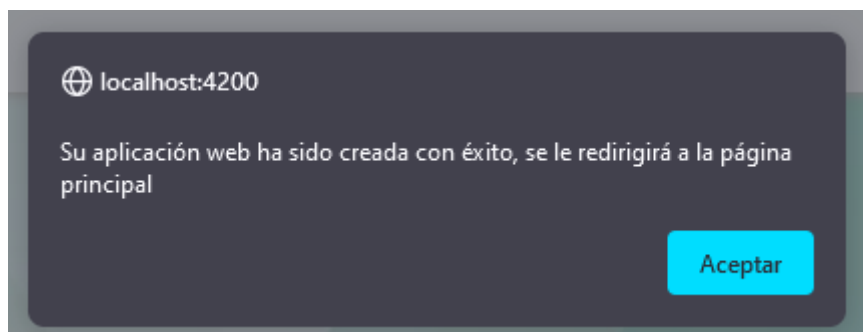 localhost:4200
Su aplicación web ha sido creada con éxito, se le redirigirá a la página
principal
Aceptar